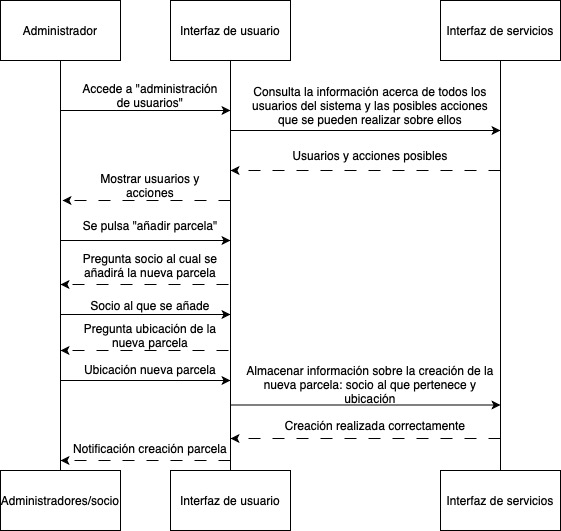 Administrador
Interfaz de usuario
Interfaz de servicios
Accede a "administración
de usuarios"
Consulta la información acerca de todos los
usuarios del sistema y las posibles acciones
que se pueden realizar sobre ellos
Usuarios y acciones posibles
Mostrar usuarios y
acciones
Se pulsa "añadir parcela"
Pregunta socio al cual se
añadirá la nueva parcela
Socio al que se añade
Pregunta ubicación de la
nueva parcela
Ubicación nueva parcela
Almacenar información sobre la creación de la
nueva parcela: socio al que pertenece y
ubicación
Creación realizada correctamente
Notificación creación parcela
Administradores/socio
Interfaz de usuario
Interfaz de servicios